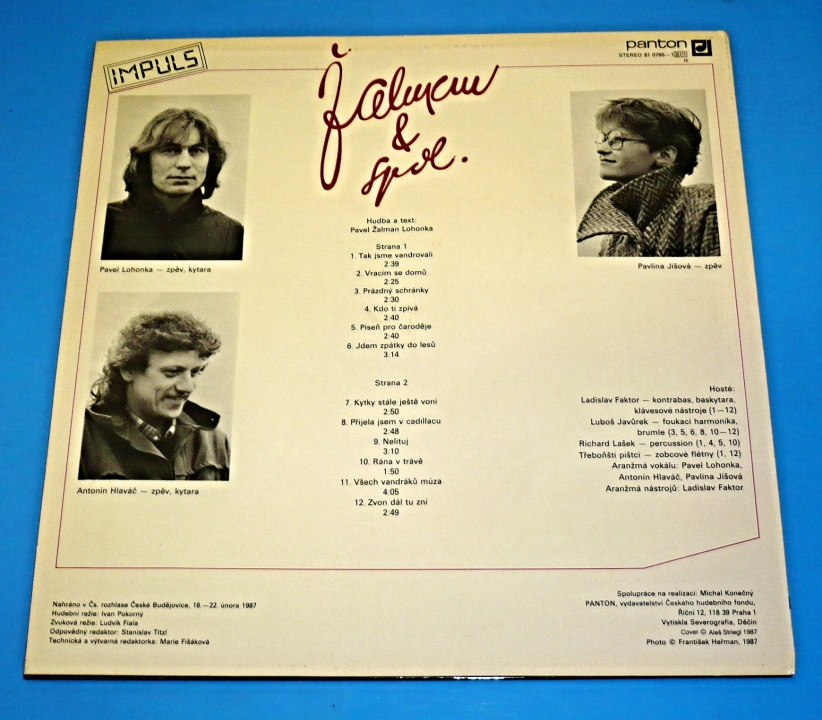 IMPULS
Žalman
&
spol.
panton
STEREO 81 0785-1
H
Pavel Lohonka — zpěv, kytara
Pavlína Jíšová — zpěv
Antonín Hlaváč — zpěv, kytara
Hudba a text:
Pavel Žalman Lohonka
Strana 1
1. Tak jsme vandrovali
2:39
2. Vracím se domů
2:25
3. Prázdný schránky
2:30
4. Kdo ti zpívá
2:40
5. Píseň pro čaroděje
2:40
6. Jdem zpátky do lesů
3:14
Strana 2
7. Kytky stále ještě voní
2:50
8. Přijela jsem v cadillacu
2:48
9. Nelituj
3:10
10. Rána v trávě
1:50
11. Všech vandráků múza
4:05
12. Zvon dál tu zní
2:49
Hosté:
Ladislav Faktor — kontrabas, baskytara,
klávesové nástroje (1—12)
Luboš Javůrek — foukací harmonika,
brumle (3, 5, 6, 8, 10—12)
Richard Lašek — percussion (1, 4, 5, 10)
Třeboňští pištci — zobcové flétny (1, 12)
Aranžmá vokálů: Pavel Lohonka,
Antonín Hlaváč, Pavlína Jíšová
Aranžmá nástrojů: Ladislav Faktor
Nahráno v Čs. rozhlase České Budějovice, 16.—22. února 1987
Hudební režie: Ivan Pokorný
Zvuková režie: Ludvík Fiala
Odpovědný redaktor: Stanislav Titzl
Technická a výtvarná redaktorka: Marie Fišáková
Spolupráce na realizaci: Michal Konečný
PANTON, vydavatelství Českého hudebního fondu,
Říční 12, 118 39 Praha 1
Vytiskla Severografia, Děčín
Cover © Aleš Striegl 1987
Photo © František Heřman, 1987